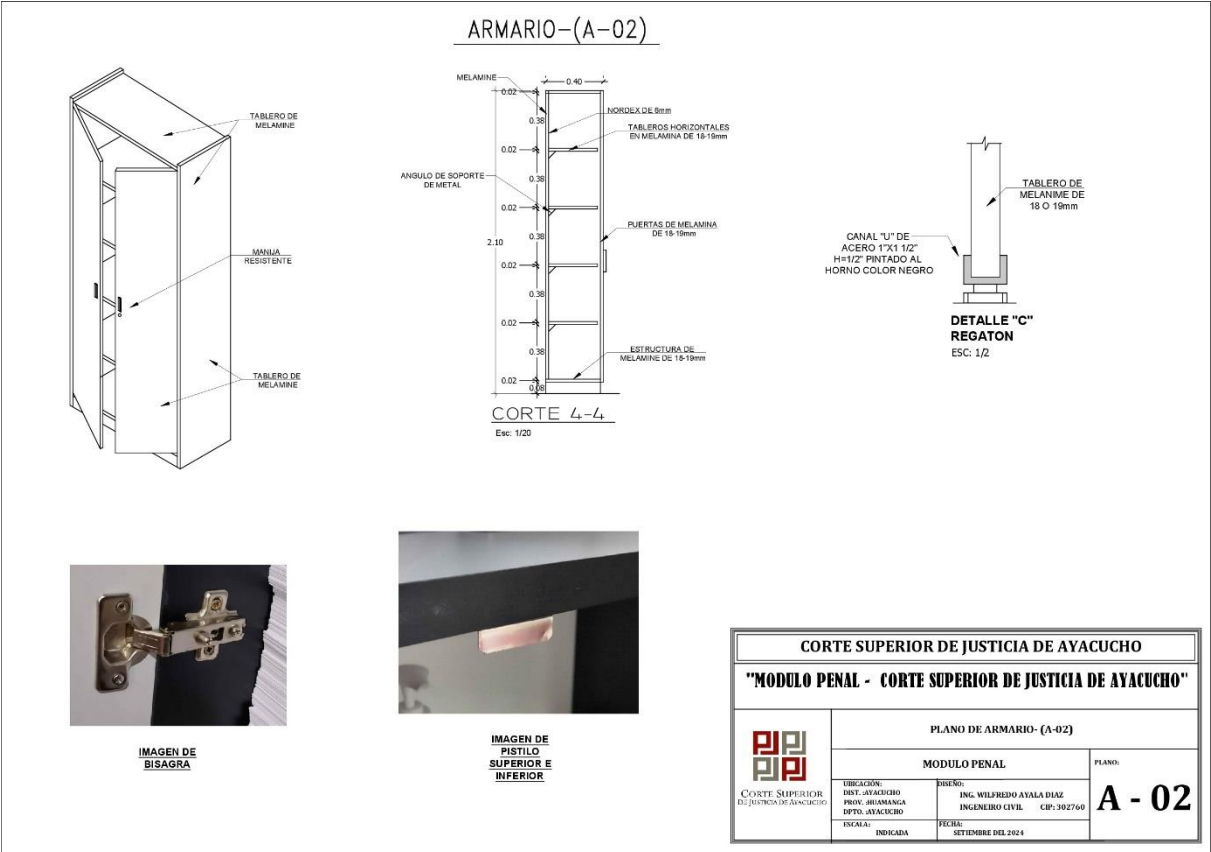 ARMARIO-(A-02)
TABLERO DE
MELAMINE
MANIJA
RESISTENTE
TABLERO DE
MELAMINE
MELAMINE
0.40
0.02
0.38
NORDEX DE 6mm
TABLEROS HORIZONTALES
EN MELAMINA DE 18-19mm
0.02
ANGULO DE SOPORTE
DE METAL
0.38
0.02
PUERTAS DE MELAMINA
DE 18-19mm
0.38
2.10
0.02
0.38
0.02
0.38
ESTRUCTURA DE
MELAMINE DE 18-19mm
0.02
0.08
CORTE 4-4
Esc: 1/20
TABLERO DE
MELANIME DE
18 O 19mm
CANAL "U" DE
ACERO 1"X1 1/2"
H=1/2" PINTADO AL
HORNO COLOR NEGRO
DETALLE "C"
REGATON
ESC: 1/2
IMAGEN DE
BISAGRA
IMAGEN DE
PISTILO
SUPERIOR E
INFERIOR
CORTE SUPERIOR DE JUSTICIA DE AYACUCHO
"MODULO PENAL - CORTE SUPERIOR DE JUSTICIA DE AYACUCHO"
PJ PJ
PJ PJ
CORTE SUPERIOR
DE JUSTICIA DE AYACUCHO
PLANO DE ARMARIO- (A-02)
MODULO PENAL
PLANO:
A - 02
UBICACIÓN:
DIST. :AYACUCHO
PROV. :HUAMANGA
DPTO. :AYACUCHO
DISEÑO:
ING. WILFREDO AYALA DIAZ
INGENEIRO CIVIL CIP: 302760
ESCALA:
INDICADA
FECHA:
SETIEMBRE DEL 2024